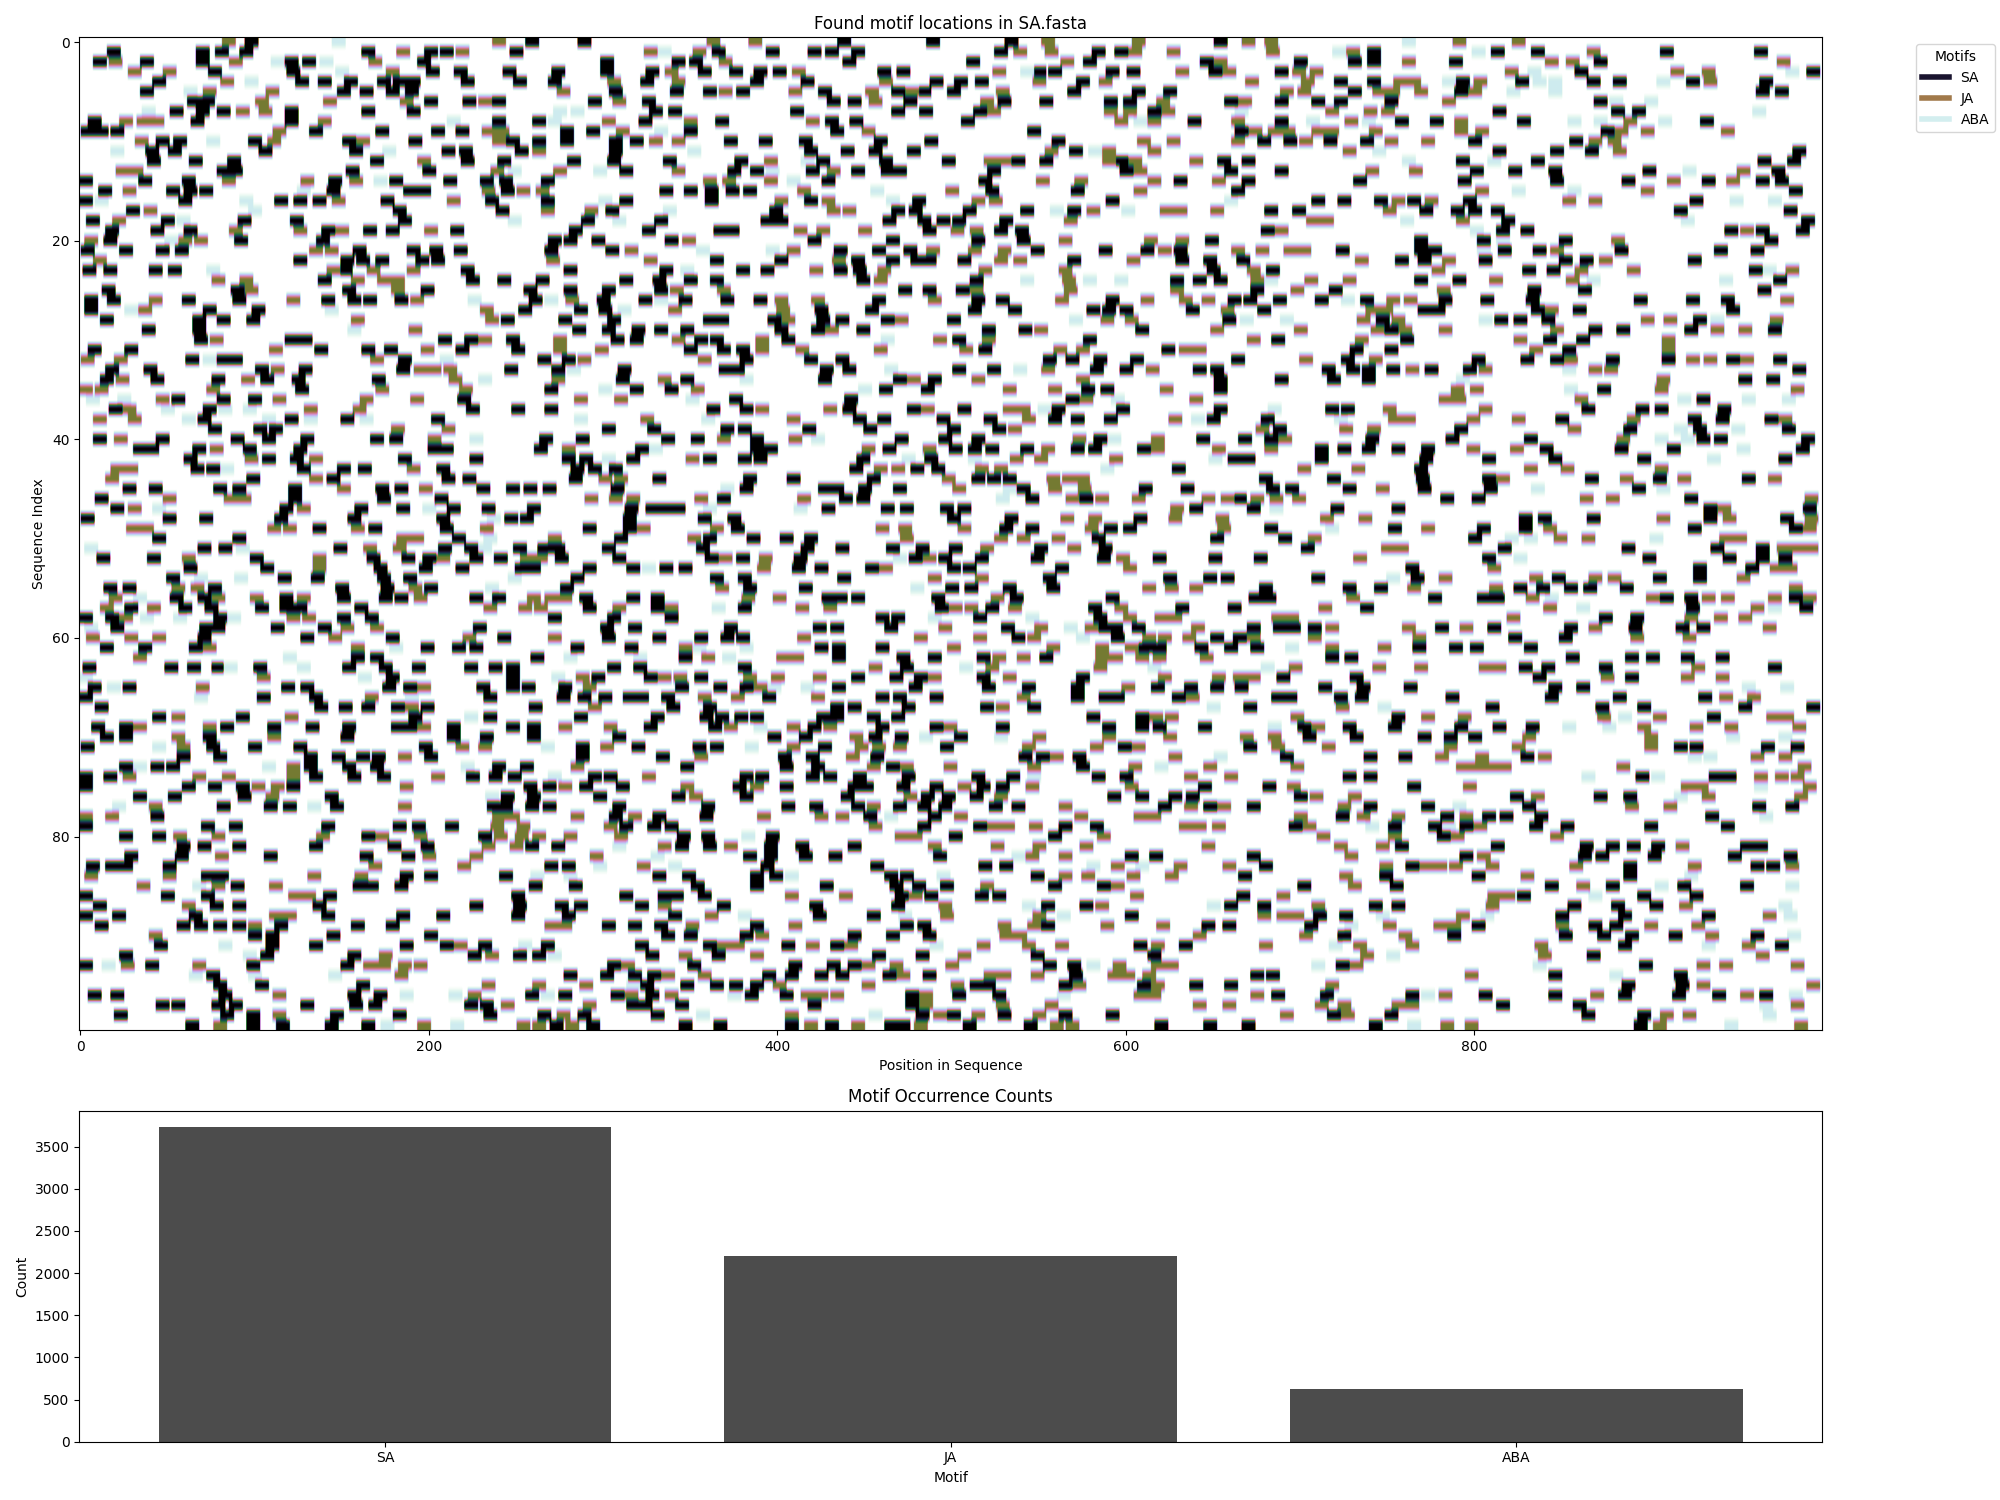 Found motif locations in SA.fasta
Motifs
SA
JA
ABA
0
20
40
60
80
Sequence Index
0 200 400 600 800
Position in Sequence
Motif Occurrence Counts
3500
3000
2500
2000
1500
1000
500
0
Count
SA JA ABA
Motif